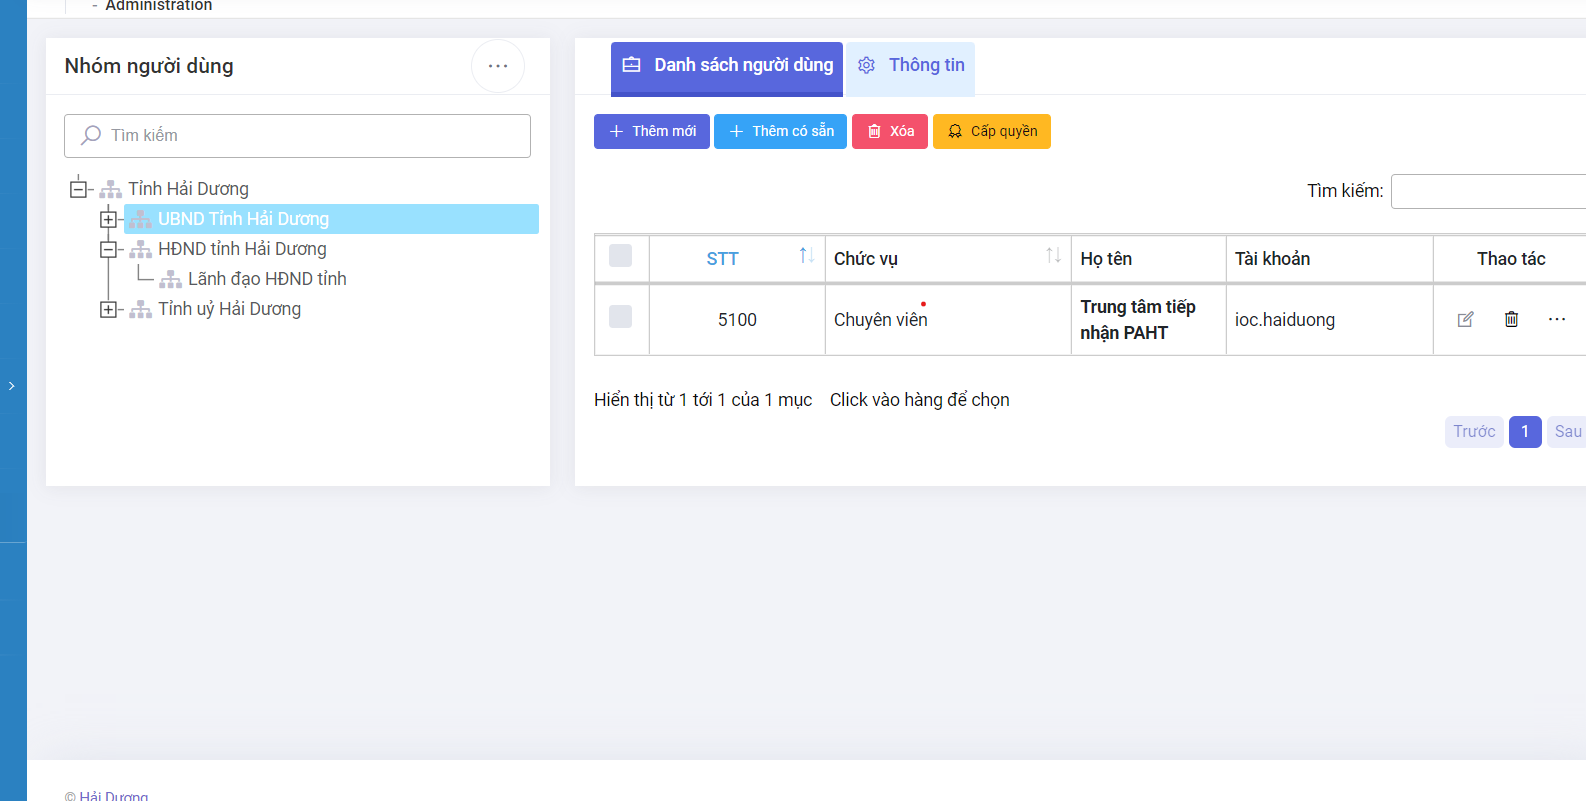 - Administration
Nhóm người dùng
Tìm kiếm
Tỉnh Hải Dương
UBND Tỉnh Hải Dương
HĐND tỉnh Hải Dương
Lãnh đạo HĐND tỉnh
Tỉnh uỷ Hải Dương
Danh sách người dùng
Thông tin
Thêm mới
Thêm có sẵn
Xóa
Cấp quyền
Tìm kiếm:
STT
Chức vụ
Họ tên
Tài khoản
Thao tác
5100
Chuyên viên
Trung tâm tiếp
nhận PAHT
ioc.haiduong
Hiển thị từ 1 tới 1 của 1 mục
Click vào hàng để chọn
Trước
1
Sau
© Hải Dương